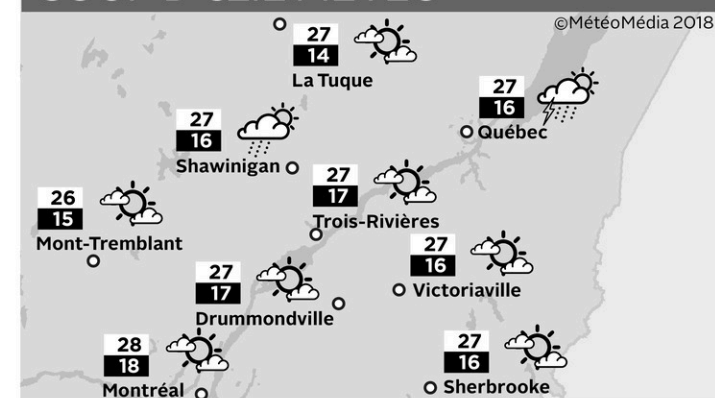 ©MétéoMédia 2018
27
14
La Tuque
27
16
Québec
27
16
Shawinigan
27
17
Trois-Rivières
26
15
Mont-Tremblant
27
16
Victoriaville
27
17
Drummondville
28
18
Montréal
27
16
Sherbrooke